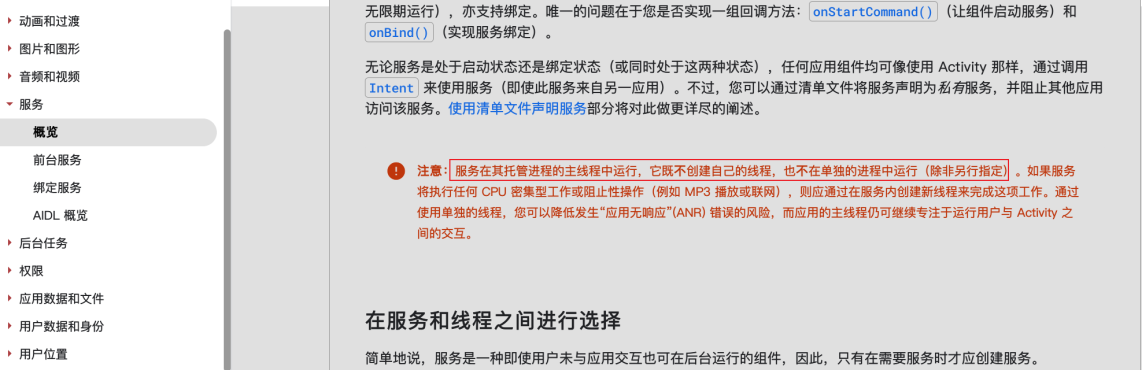 动画和过渡
图片和图形
音频和视频
服务
概览
前台服务
绑定服务
AIDL 概览
后台任务
权限
应用数据和文件
用户数据和身份
用户位置
无限期运行），亦支持绑定。唯一的问题在于您是否实现一组回调方法：onStartCommand()（让组件启动服务）和
onBind()（实现服务绑定）。
无论服务是处于启动状态还是绑定状态（或同时处于这两种状态），任何应用组件均可像使用 Activity 那样，通过调用
Intent 来使用服务（即使此服务来自另一应用）。不过，您可以通过清单文件将服务声明为私有服务，并阻止其他应用
访问该服务。使用清单文件声明服务部分将对此做更详尽的阐述。
注意：服务在其托管进程的主线程中运行，它既不创建自己的线程，也不在单独的进程中运行（除非另行指定）。如果服务
将执行任何 CPU 密集型工作或阻止性操作（例如 MP3 播放或联网），则应通过在服务内创建新线程来完成这项工作。通过
使用单独的线程，您可以降低发生“应用无响应”(ANR) 错误的风险，而应用的主线程仍可继续专注于运行用户与 Activity 之
间的交互。
在服务和线程之间进行选择
简单地说，服务是一种即使用户未与应用交互也可在后台运行的组件，因此，只有在需要服务时才应创建服务。